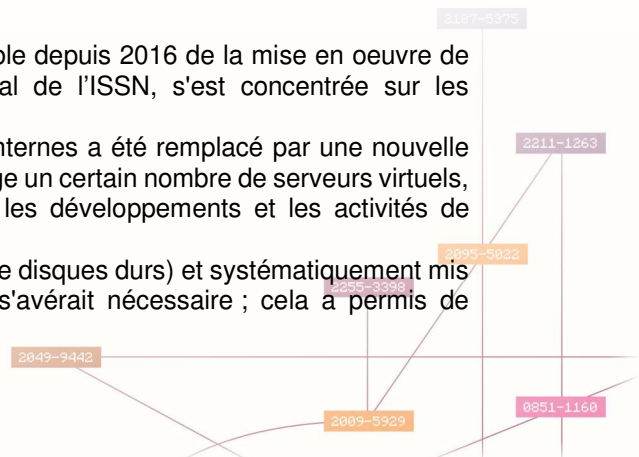 2187-5375
ble depuis 2016 de la mise en oeuvre de
al de l’ISSN, s'est concentrée sur les
nternes a été remplacé par une nouvelle
ge un certain nombre de serveurs virtuels,
les développements et les activités de
e disques durs) et systématiquement mis
s'avérait nécessaire ; cela a permis de
2211-1263
2095-5022
2255-3398
2049-9442
2009-5929
0851-1160